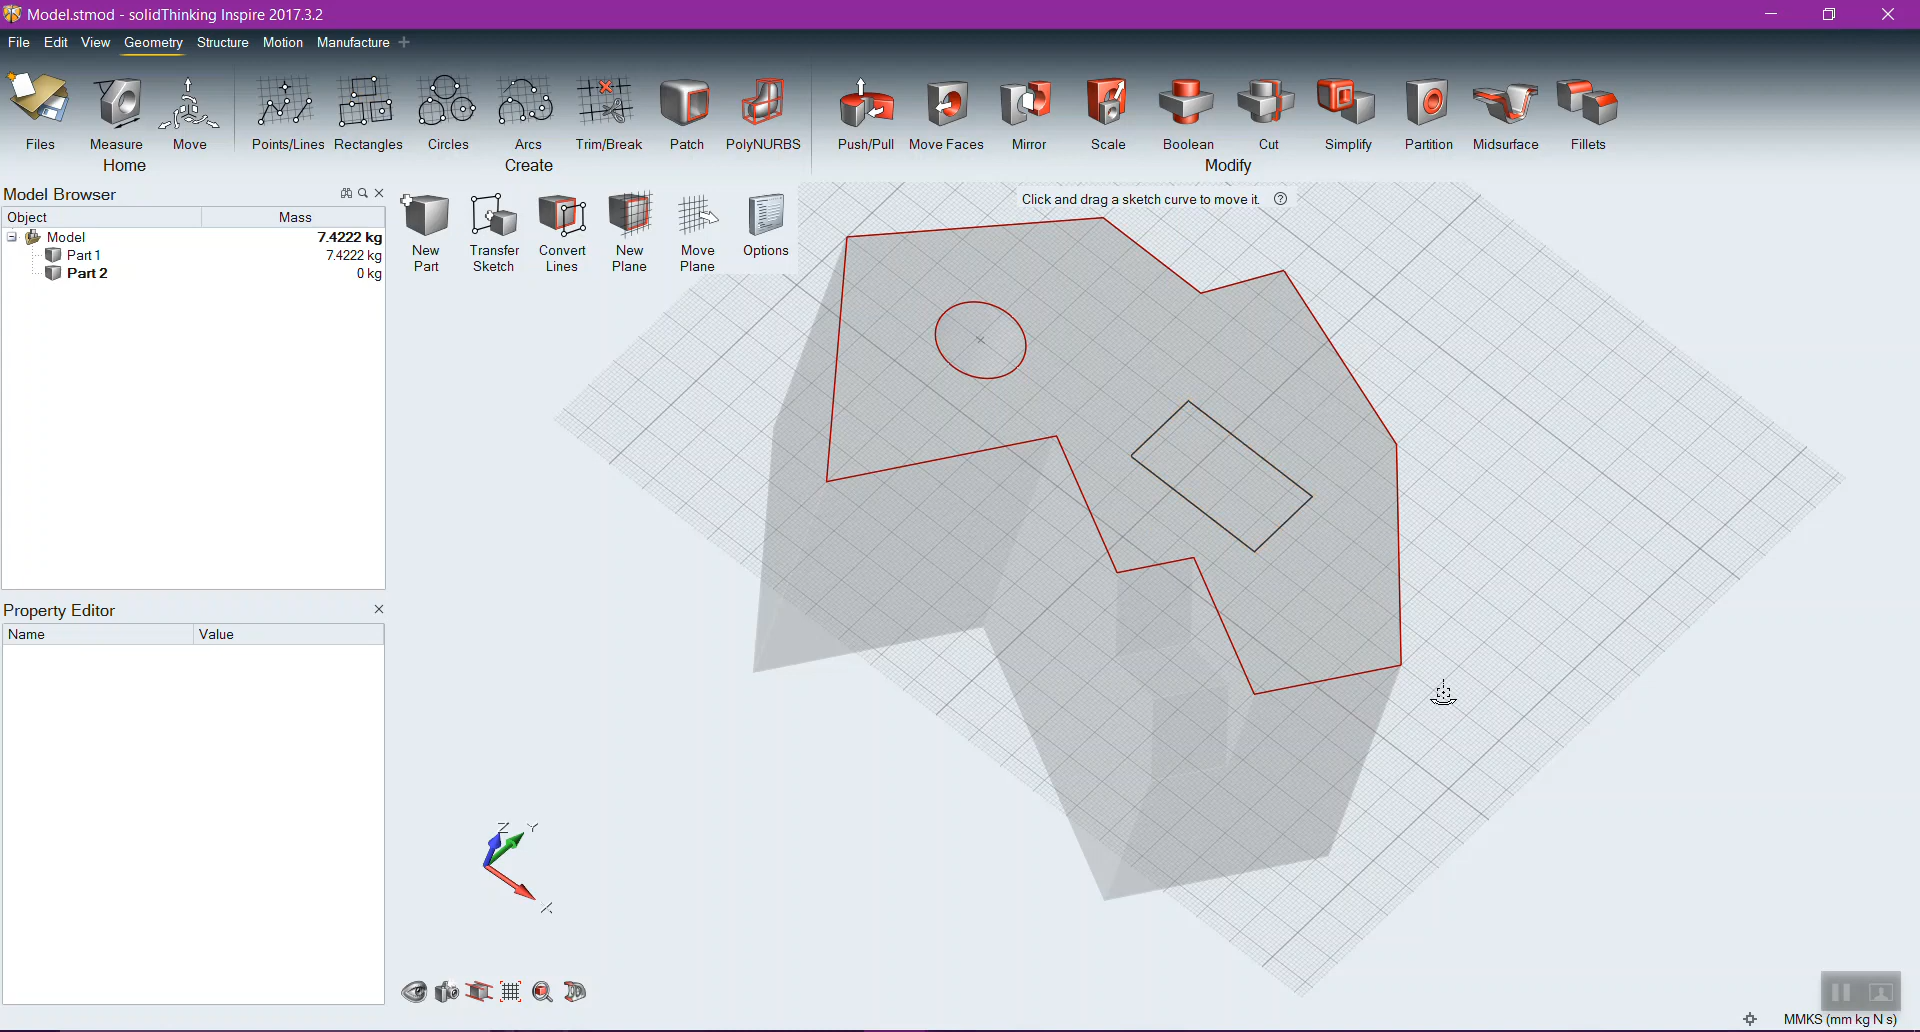 Model.stmod - solidThinking Inspire 2017.3.2
File Edit View Geometry Structure Motion Manufacture
Files Measure Move Points/Lines Rectangles Circles Arcs Trim/Break Patch PolyNURBS Push/Pull Move Faces Mirror Scale Boolean Cut Simplify Partition Midsurface Fillets
Home Create Modify
Model Browser
Object Mass
Model 7.4222 kg
Part 1 7.4222 kg
Part 2 0 kg
New Part
Transfer Sketch
Convert Lines
New Plane
Move Plane
Options
Click and drag a sketch curve to move it.
Property Editor
Name Value
Z Y
X
MMKS (mm kg N s)